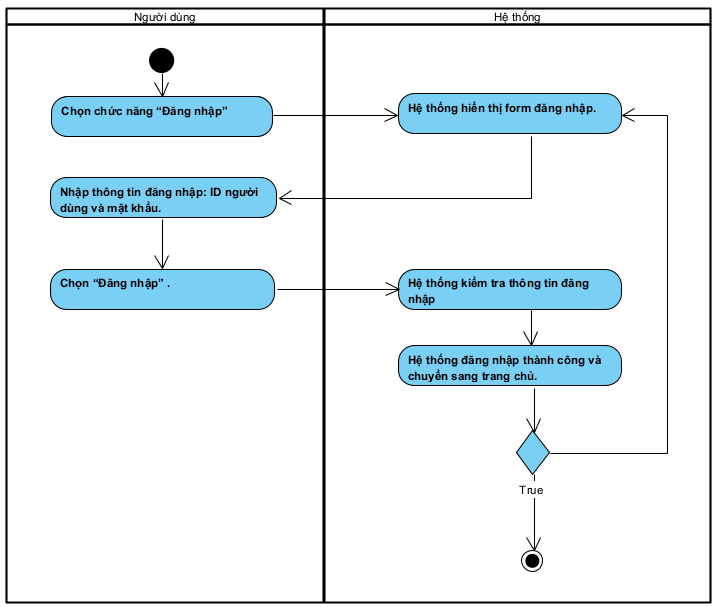 Người dùng
Hệ thống
Chọn chức năng “Đăng nhập”
Hệ thống hiển thị form đăng nhập.
Nhập thông tin đăng nhập: ID người
dùng và mật khẩu.
Chọn “Đăng nhập” .
Hệ thống kiểm tra thông tin đăng
nhập
Hệ thống đăng nhập thành công và
chuyển sang trang chủ.
True